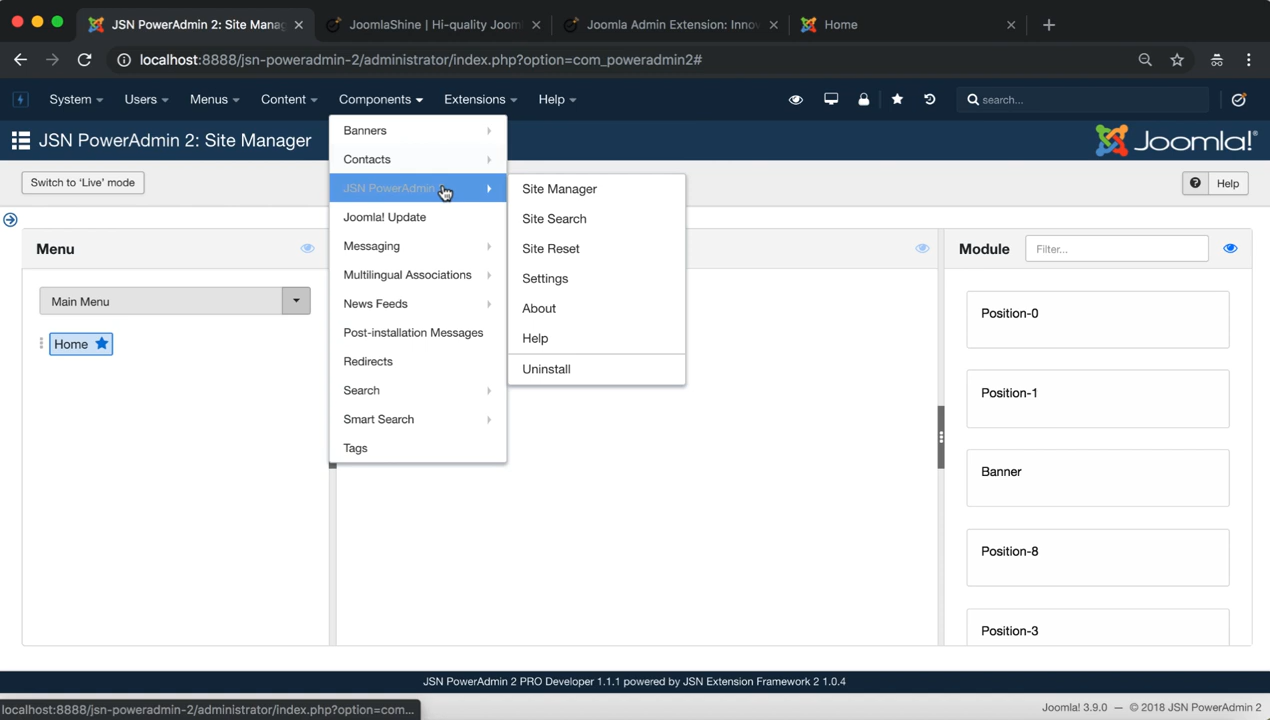 JSN PowerAdmin 2: Site Manag
JoomlaShine | Hi-quality Joom
Joomla Admin Extension: Innov
Home
localhost:8888/jsn-poweradmin-2/administrator/index.php?option=com_poweradmin2#
System
Users
Menus
Content
Components
Extensions
Help
search...
JSN PowerAdmin 2: Site Manager
Joomla!®
Switch to 'Live' mode
Help
Menu
Main Menu
Home
Banners
Contacts
JSN PowerAdmin
Joomla! Update
Messaging
Multilingual Associations
News Feeds
Post-installation Messages
Redirects
Search
Smart Search
Tags
Site Manager
Site Search
Site Reset
Settings
About
Help
Uninstall
Module
Filter...
Position-0
Position-1
Banner
Position-8
Position-3
JSN PowerAdmin 2 PRO Developer 1.1.1 powered by JSN Extension Framework 2 1.0.4
localhost:8888/jsn-poweradmin-2/administrator/index.php?option=com...
Joomla! 3.9.0 — © 2018 JSN PowerAdmin 2